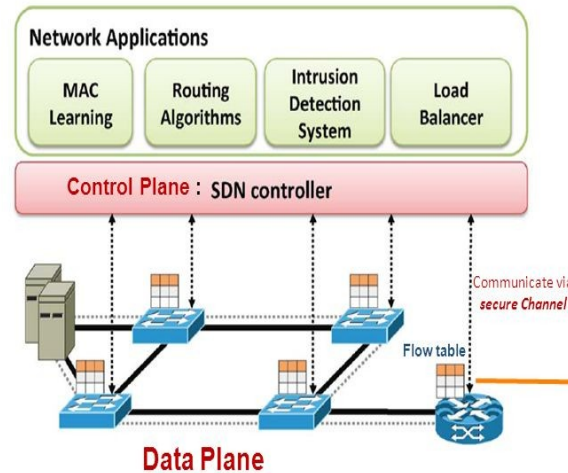 Network Applications
MAC
Learning
Routing
Algorithms
Intrusion
Detection
System
Load
Balancer
Control Plane : SDN controller
Communicate via
secure Channel
Flow table
Data Plane